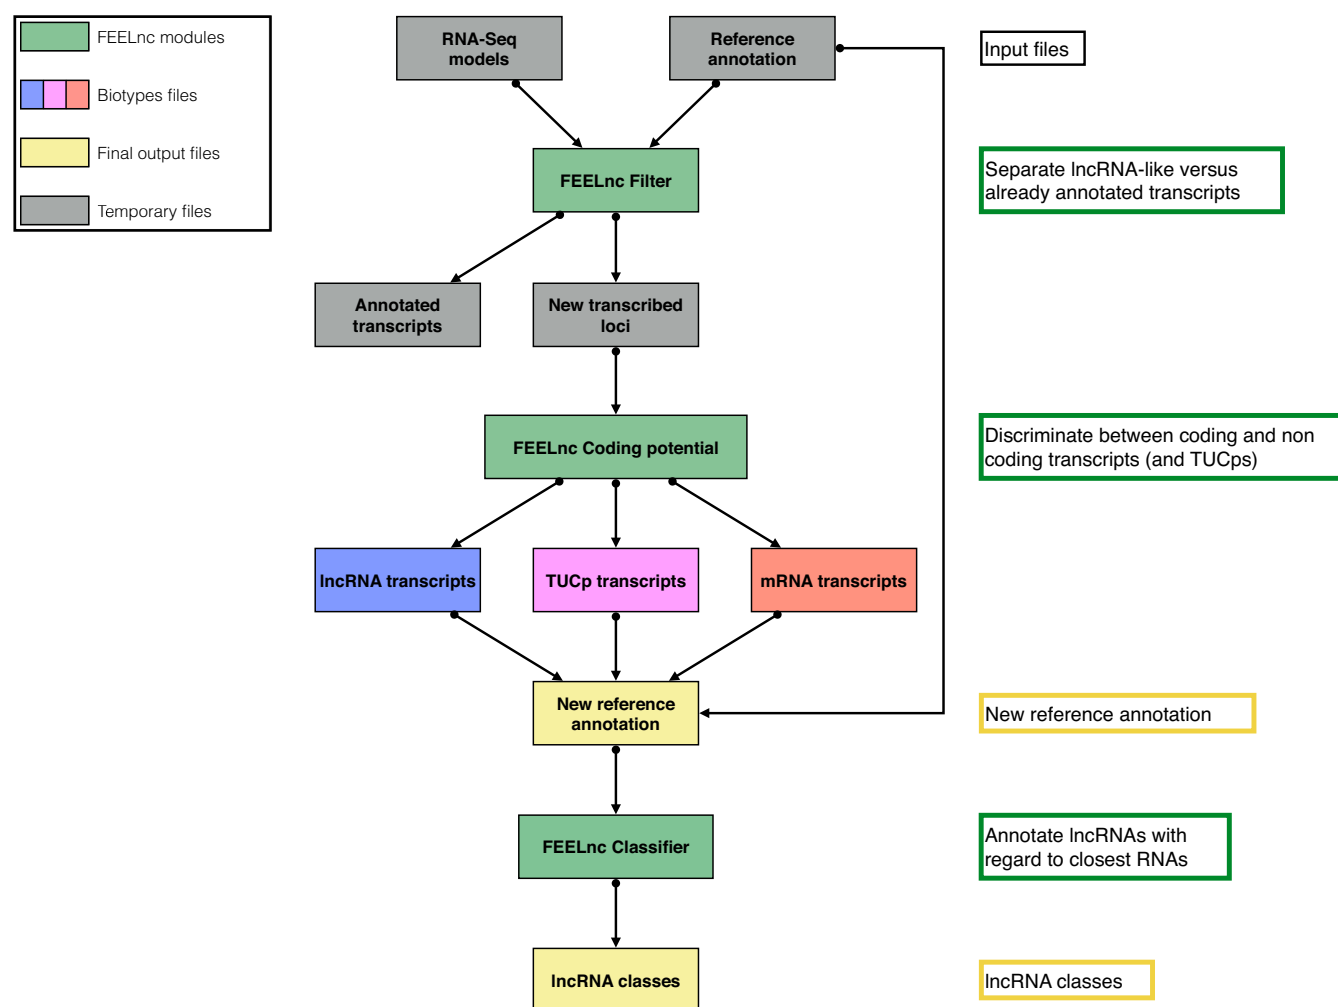 FEELnc modules
Biotypes files
Final output files
Temporary files
RNA-Seq
models
Reference
annotation
Input files
FEELnc Filter
Separate lncRNA-like versus
already annotated transcripts
Annotated
transcripts
New transcribed
loci
FEELnc Coding potential
Discriminate between coding and non
coding transcripts (and TUCps)
lncRNA transcripts
TUCp transcripts
mRNA transcripts
New reference
annotation
New reference annotation
FEELnc Classifier
Annotate lncRNAs with
regard to closest RNAs
lncRNA classes
lncRNA classes